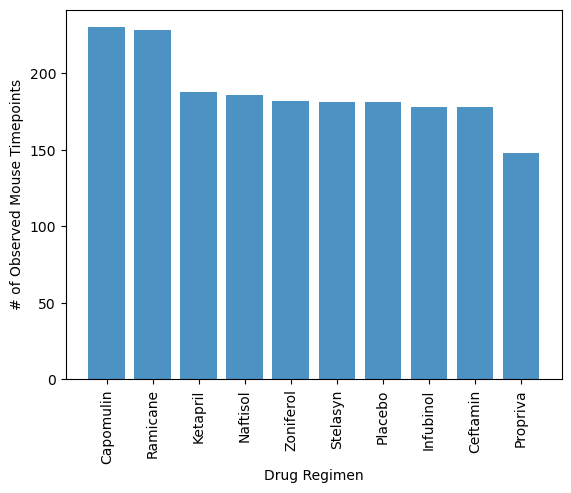 # of Observed Mouse Timepoints
200
150
100
50
0
Capomulin
Ramicane
Ketapril
Naftisol
Zoniferol
Stelasyn
Placebo
Infubinol
Ceftamin
Propriva
Drug Regimen